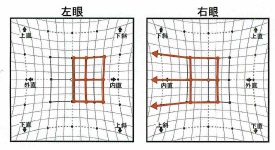 左眼 右眼
上直 下斜 下斜 上直
外直 内直 内直 外直
下直 上斜 上斜 下直